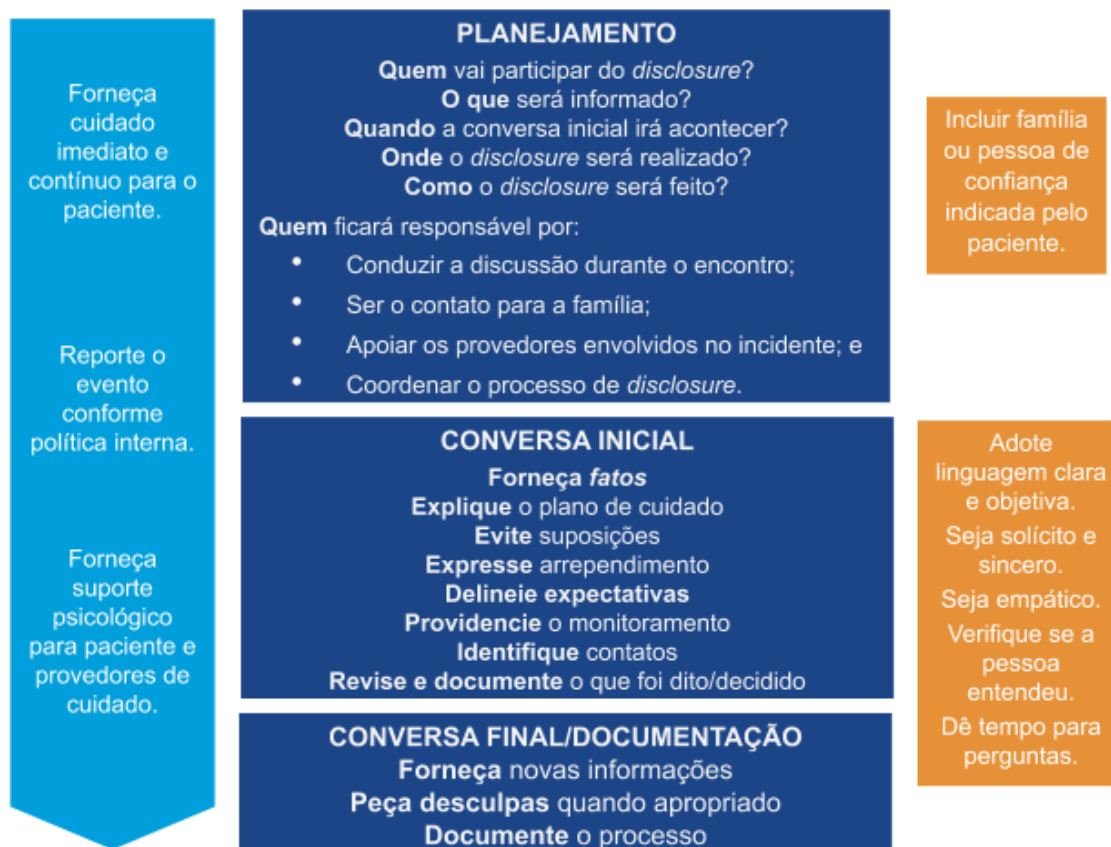 Forneça
cuidado
imediato e
contínuo para o
paciente.
Reporte o
evento
conforme
política interna.
Forneça
suporte
psicológico
para paciente e
provedores de
cuidado.
PLANEJAMENTO
Quem vai participar do disclosure?
O que será informado?
Quando a conversa inicial irá acontecer?
Onde o disclosure será realizado?
Como o disclosure será feito?
Quem ficará responsável por:
• Conduzir a discussão durante o encontro;
• Ser o contato para a família;
• Apoiar os provedores envolvidos no incidente; e
• Coordenar o processo de disclosure.
CONVERSA INICIAL
Forneça fatos
Explique o plano de cuidado
Evite suposições
Expresse arrependimento
Delineie expectativas
Providencie o monitoramento
Identifique contatos
Revise e documente o que foi dito/decidido
CONVERSA FINAL/DOCUMENTAÇÃO
Forneça novas informações
Peça desculpas quando apropriado
Documente o processo
Incluir família
ou pessoa de
confiança
indicada pelo
paciente.
Adote
linguagem clara
e objetiva.
Seja solícito e
sincero.
Seja empático.
Verifique se a
pessoa
entendeu.
Dê tempo para
perguntas.